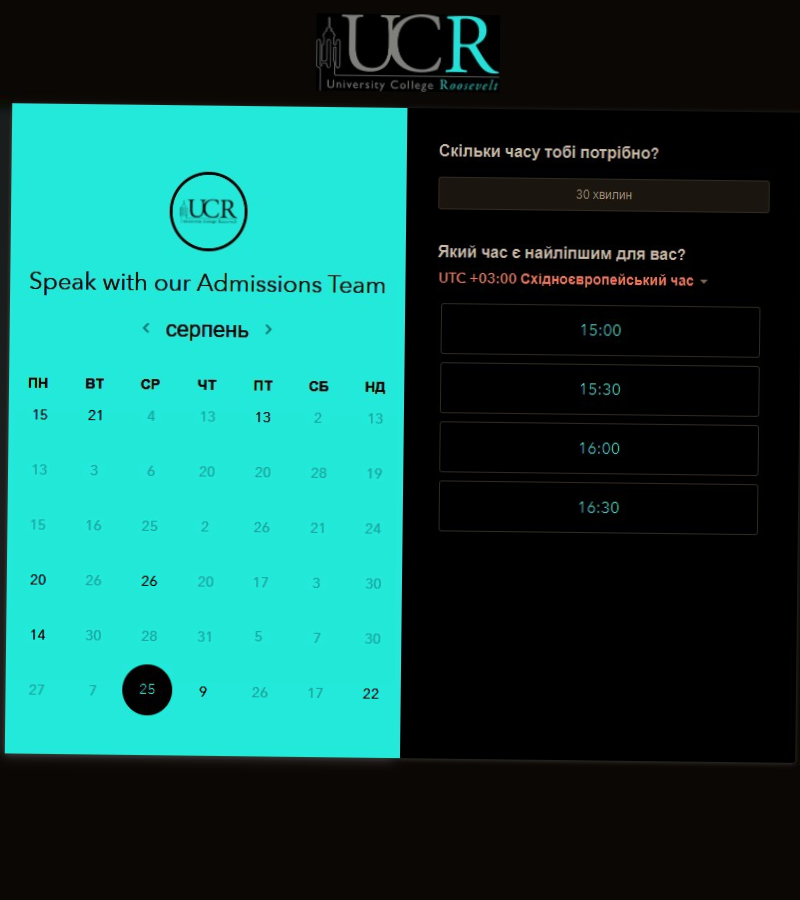 UCR
University College Roosevelt
UCR
University College Roosevelt
Speak with our Admissions Team
серпень
ПН ВТ СР ЧТ ПТ СБ НД
15 21 4 13 13 2 13
13 3 6 20 20 28 19
15 16 25 2 26 21 24
20 26 26 20 17 3 30
14 30 28 31 5 7 30
27 7 25 9 26 17 22
Скільки часу тобі потрібно?
30 хвилин
Який час є найліпшим для вас?
UTC +03:00 Східноєвропейський час
15:00
15:30
16:00
16:30